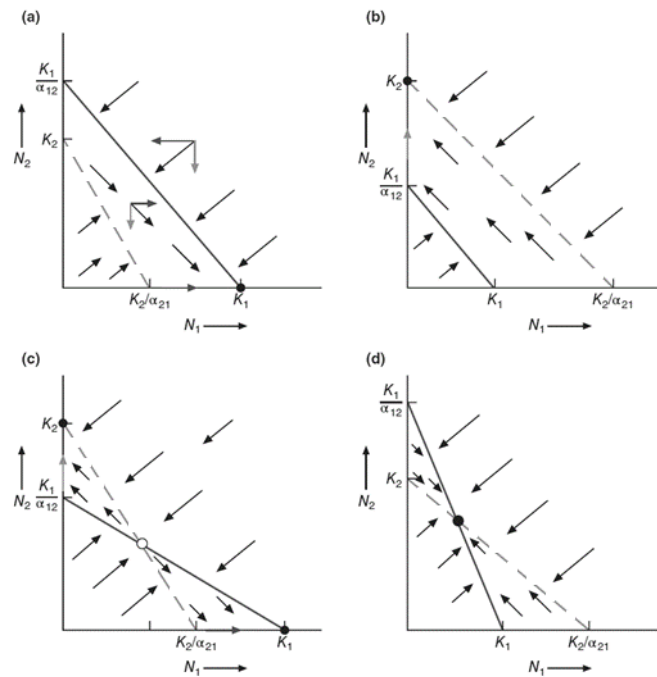 (a)
K₁
α₁₂
K₂
N₂
K₂/α₂₁
K₁
N₁
(b)
K₂
N₂
K₁
α₁₂
K₁
K₂/α₂₁
N₁
(c)
K₂
N₂
K₁
α₁₂
K₂/α₂₁
K₁
N₁
(d)
K₁
α₁₂
N₂
K₂
K₁
K₂/α₂₁
N₁